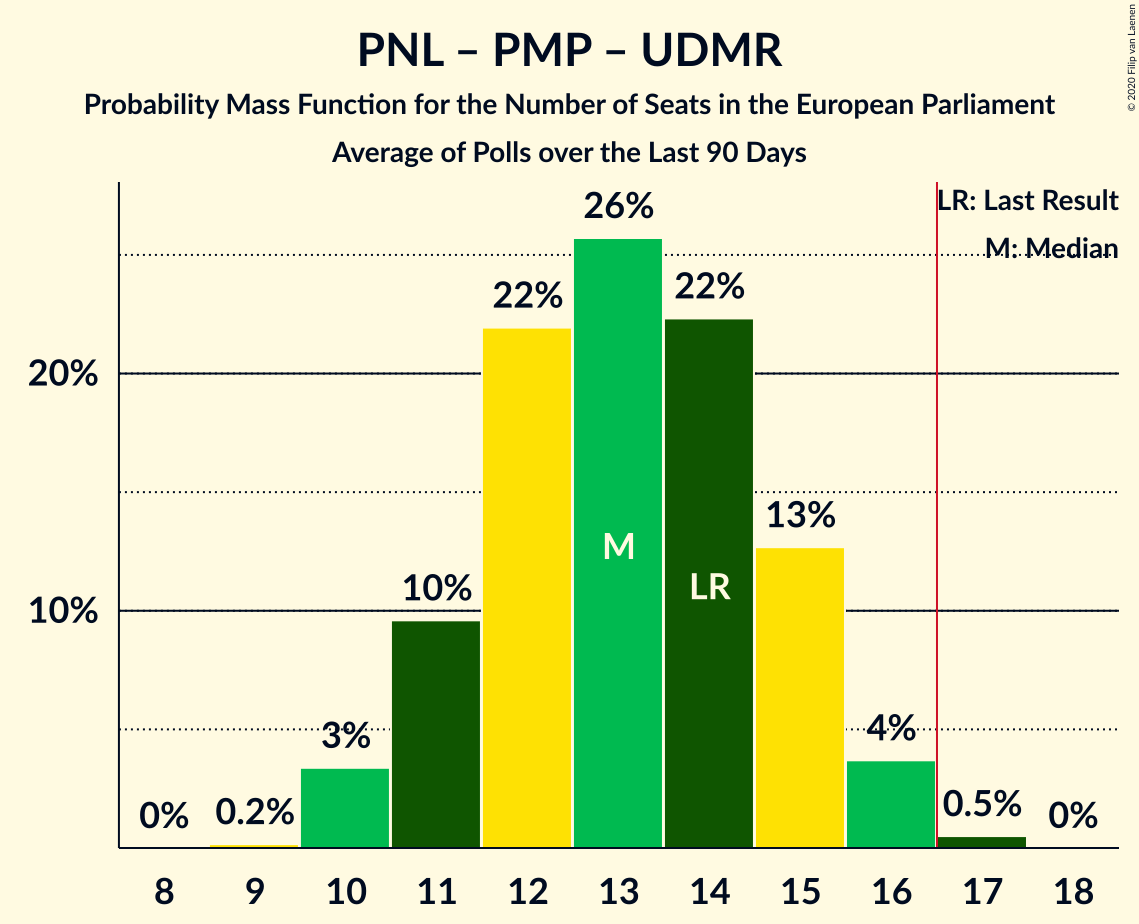 PNL – PMP – UDMR
Probability Mass Function for the Number of Seats in the European Parliament
Average of Polls over the Last 90 Days
© 2020 Filip van Laenen
LR: Last Result
M: Median
20%
10%
0%
0.2%
3%
10%
22%
26%
22%
13%
4%
0.5%
0%
M
LR
8 9 10 11 12 13 14 15 16 17 18